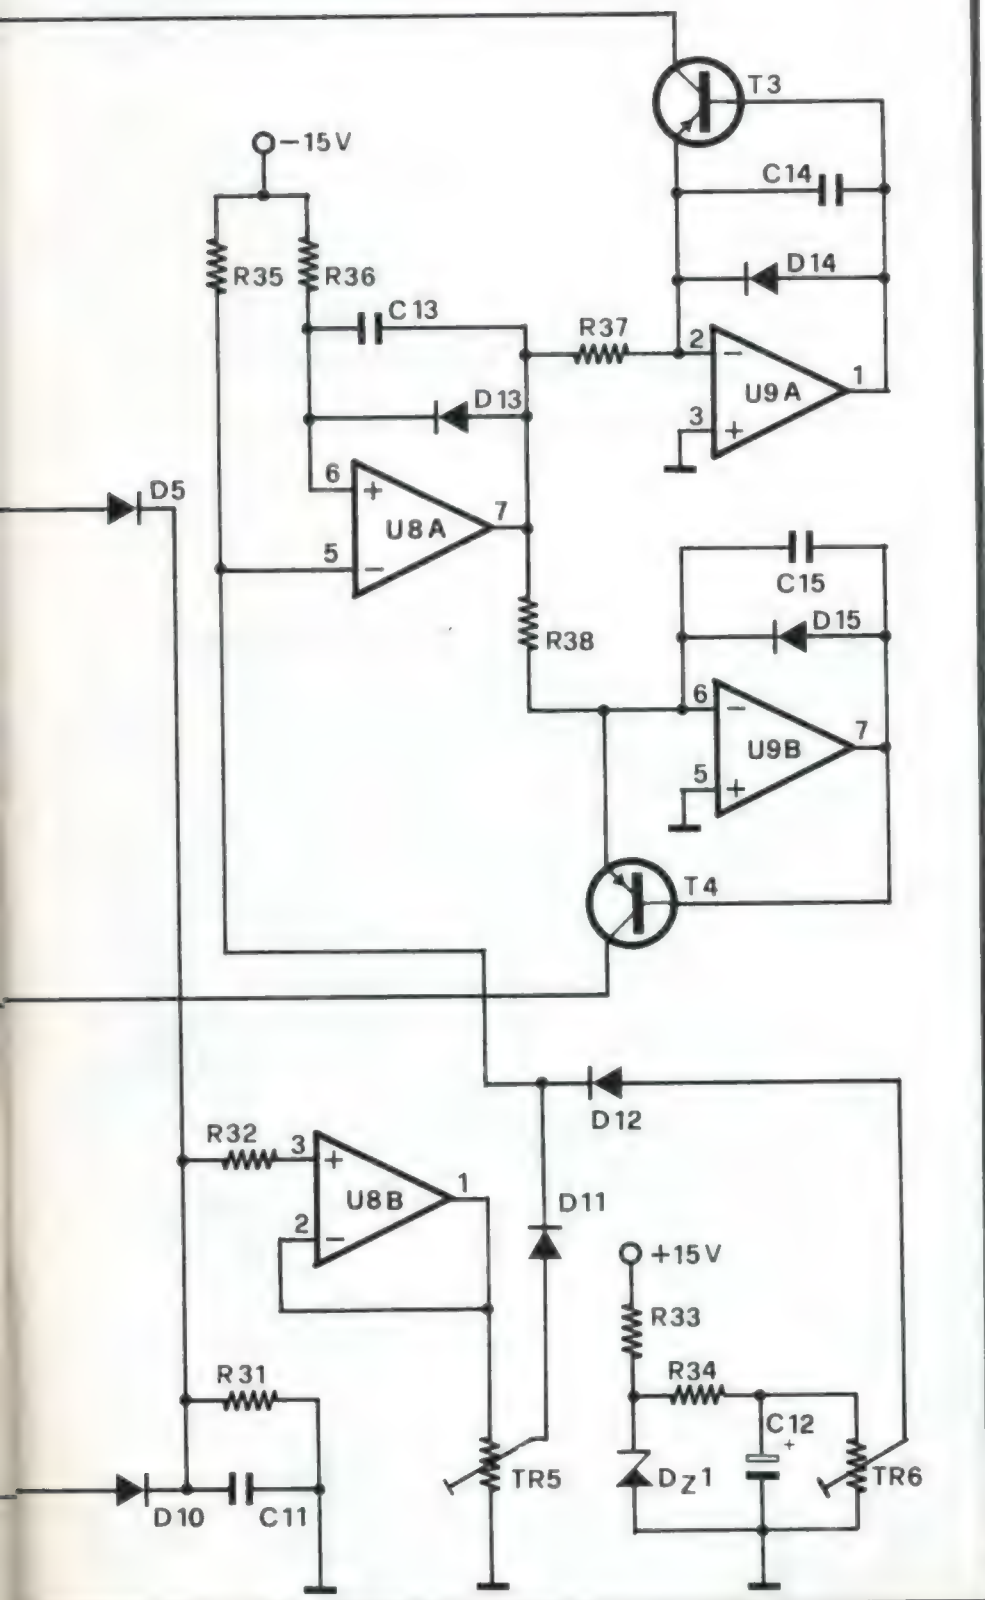 T3
-15V
C14
R35
R36
D14
C13
R37
2
-
U9A
1
3
+
D13
D5
6
+
U8A
7
5
-
C15
D15
R38
6
-
U9B
7
5
+
T4
D12
R32
3
+
U8B
1
2
-
D11
+15V
R33
R31
R34
C12
+
TR5
DZ1
TR6
D10
C11